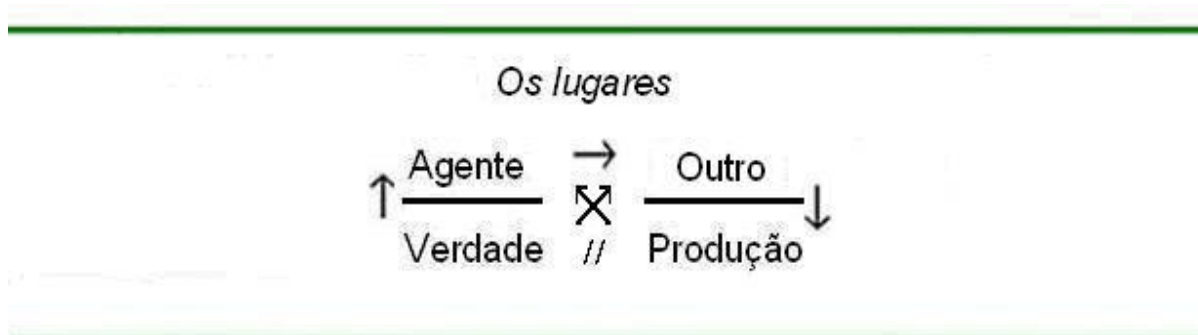 Os lugares
↑ Agente → Outro
Verdade // Produção ↓